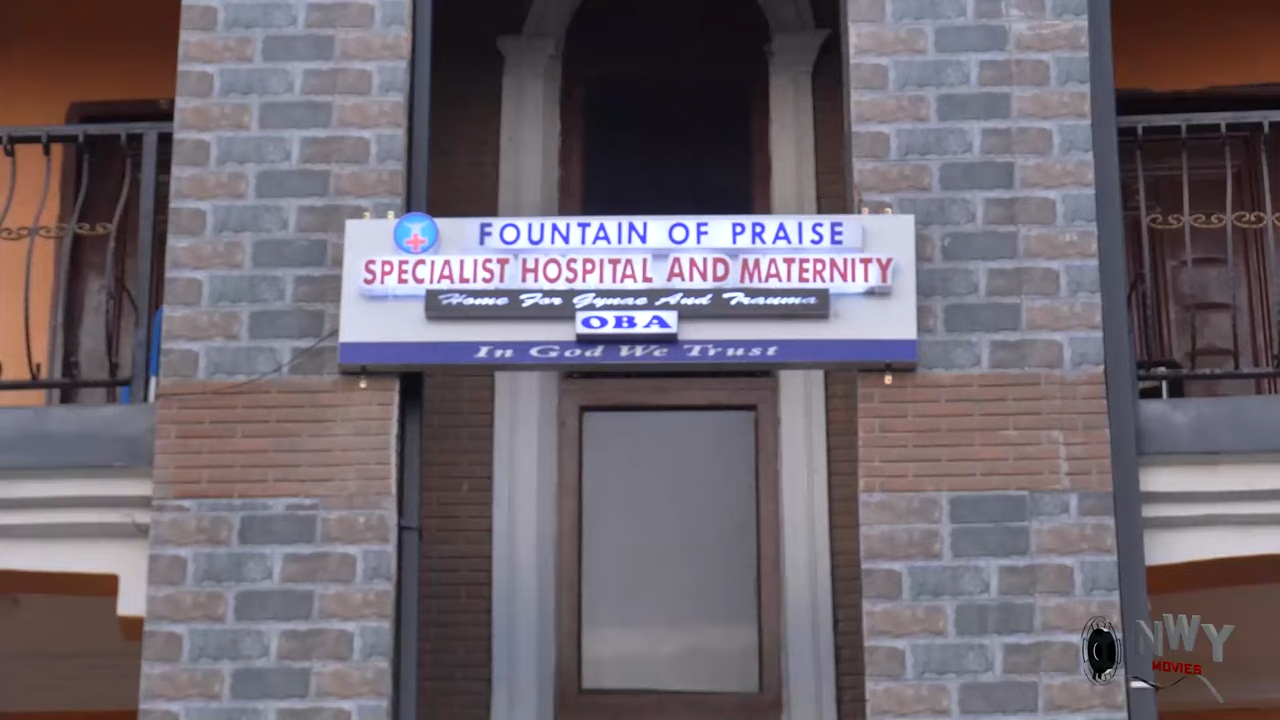 FOUNTAIN OF PRAISE
SPECIALIST HOSPITAL AND MATERNITY
Home For Gynae And Trauma
OBA
In God We Trust
NWY
MOVIES